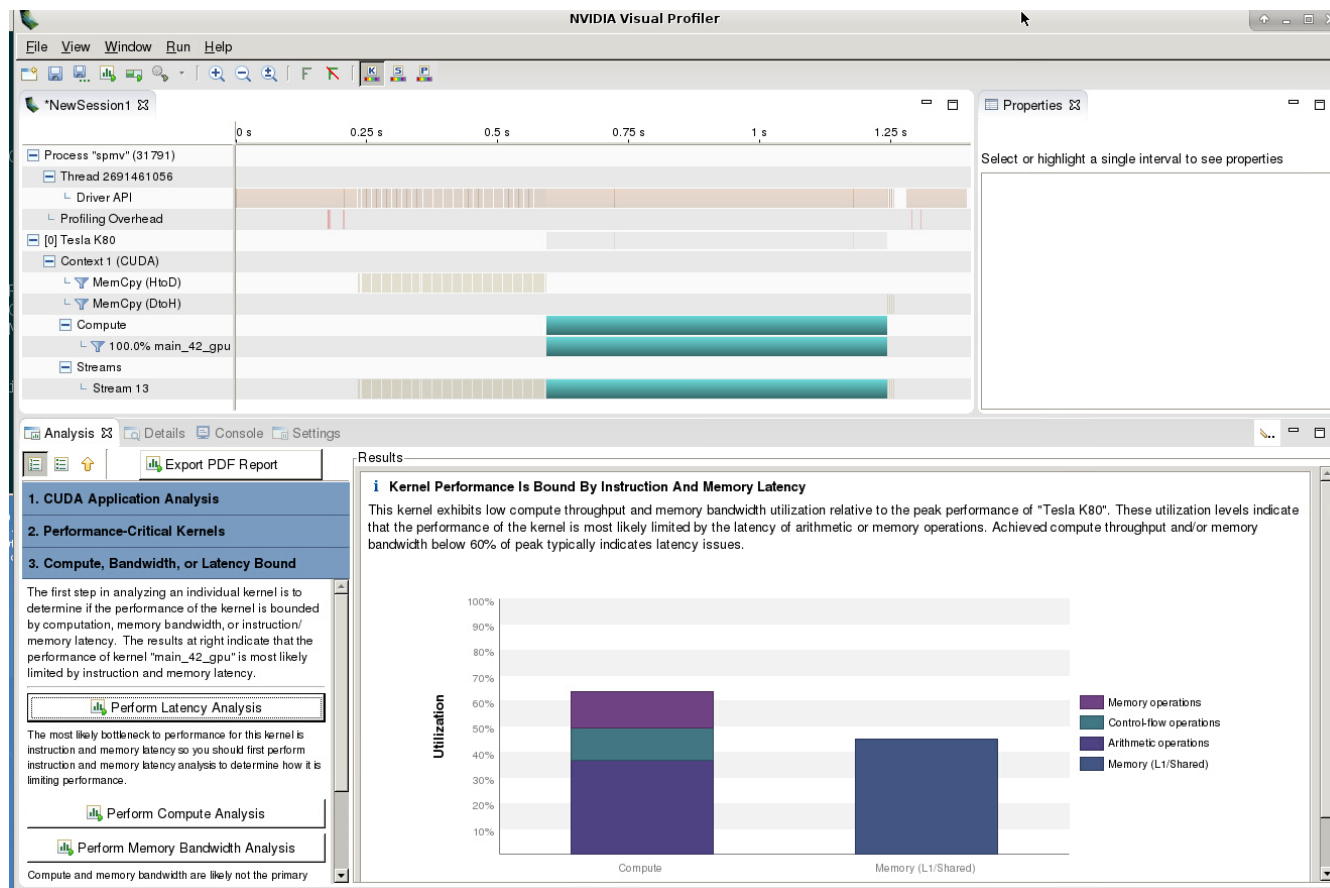 NVIDIA Visual Profiler
File View Window Run Help
*NewSession1
Properties
0 s 0.25 s 0.5 s 0.75 s 1 s 1.25 s
Process "spmv" (31791)
Thread 2691461056
Driver API
Profiling Overhead
[0] Tesla K80
Context 1 (CUDA)
MemCpy (HtoD)
MemCpy (DtoH)
Compute
100.0% main_42_gpu
Streams
Stream 13
Select or highlight a single interval to see properties
Analysis Details Console Settings
Export PDF Report
1. CUDA Application Analysis
2. Performance-Critical Kernels
3. Compute, Bandwidth, or Latency Bound
The first step in analyzing an individual kernel is to
determine if the performance of the kernel is bounded
by computation, memory bandwidth, or instruction/
memory latency. The results at right indicate that the
performance of kernel "main_42_gpu" is most likely
limited by instruction and memory latency.
Perform Latency Analysis
The most likely bottleneck to performance for this kernel is
instruction and memory latency so you should first perform
instruction and memory latency analysis to determine how it is
limiting performance.
Perform Compute Analysis
Perform Memory Bandwidth Analysis
Compute and memory bandwidth are likely not the primary
Results
i Kernel Performance Is Bound By Instruction And Memory Latency
This kernel exhibits low compute throughput and memory bandwidth utilization relative to the peak performance of "Tesla K80". These utilization levels indicate
that the performance of the kernel is most likely limited by the latency of arithmetic or memory operations. Achieved compute throughput and/or memory
bandwidth below 60% of peak typically indicates latency issues.
100%
90%
80%
70%
60%
50%
40%
30%
20%
10%
Utilization
Compute
Memory (L1/Shared)
Memory operations
Control-flow operations
Arithmetic operations
Memory (L1/Shared)